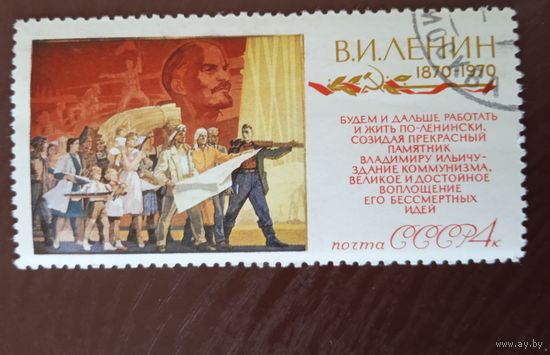 В.И.ЛЕНИН
1870-1970
БУДЕМ И ДАЛЬШЕ РАБОТАТЬ
И ЖИТЬ ПО-ЛЕНИНСКИ,
СОЗИДАЯ ПРЕКРАСНЫЙ
ПАМЯТНИК
ВЛАДИМИРУ ИЛЬИЧУ-
ЗДАНИЕ КОММУНИЗМА,
ВЕЛИКОЕ И ДОСТОЙНОЕ
ВОПЛОЩЕНИЕ
ЕГО БЕССМЕРТНЫХ
ИДЕЙ
почта СССР 4к
www.ay.by